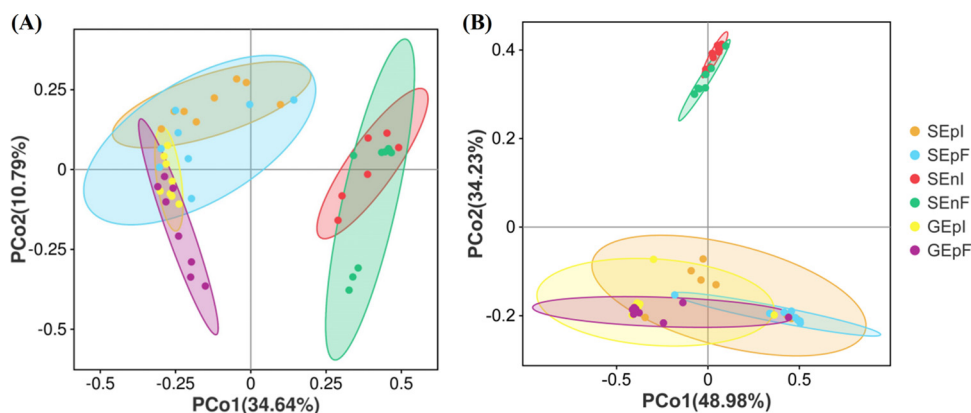 (A)
PCo2(10.79%)
0.25
0
-0.25
-0.5
-0.5
-0.25
0
0.25
0.5
PCo1(34.64%)
(B)
PCo2(34.23%)
0.4
0.2
0
-0.2
-1
-0.5
0
0.5
PCo1(48.98%)
SEpI
SEpF
SEnI
SEnF
GEpI
GEpF